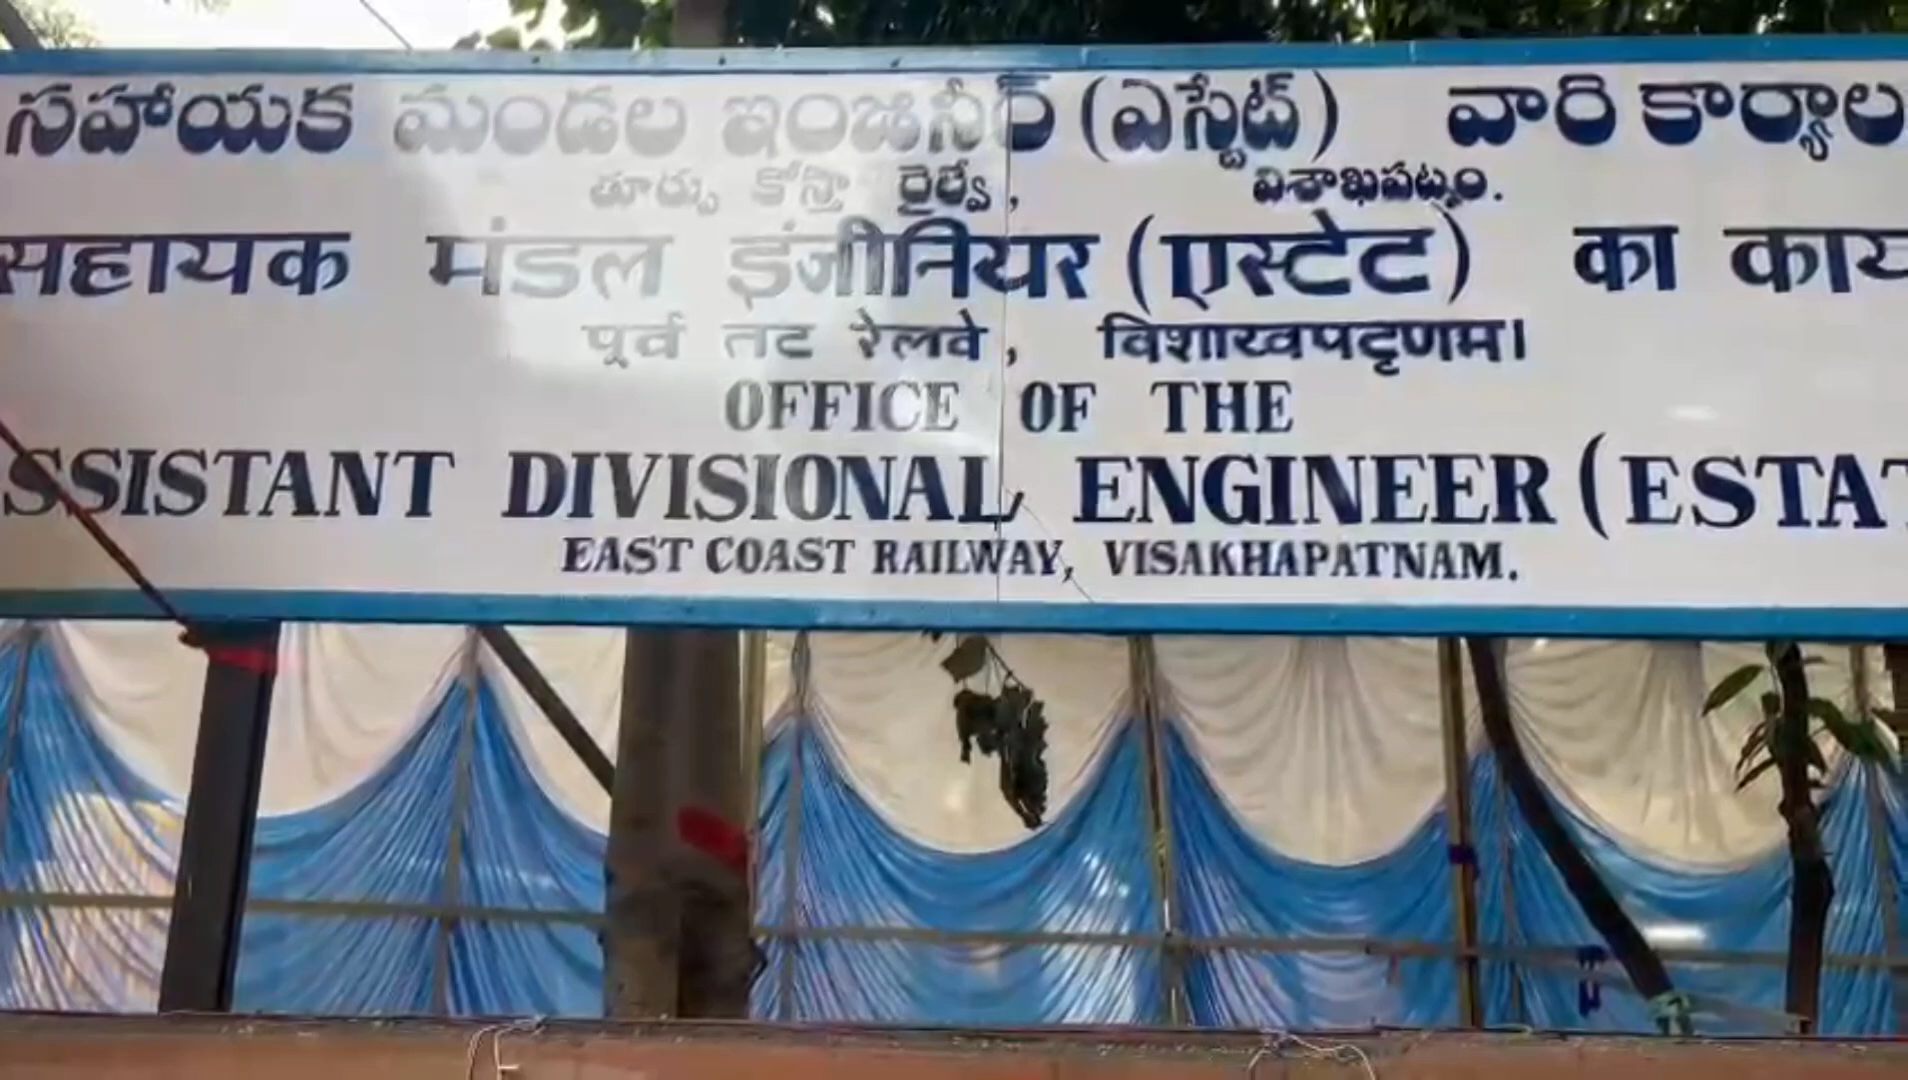 సహాయక మండల ఇంజనీర్ (ఎస్టేట్) వారి కార్యాల
తూర్పు కోస్తా రైల్వే, విశాఖపట్నం.
सहायक मंडल इंजीनियर (एस्टेट) का काय
पूर्व तट रेलवे, विशाखपट्टणम।
OFFICE OF THE
SSISTANT DIVISIONAL ENGINEER (ESTAT
EAST COAST RAILWAY, VISAKHAPATNAM.